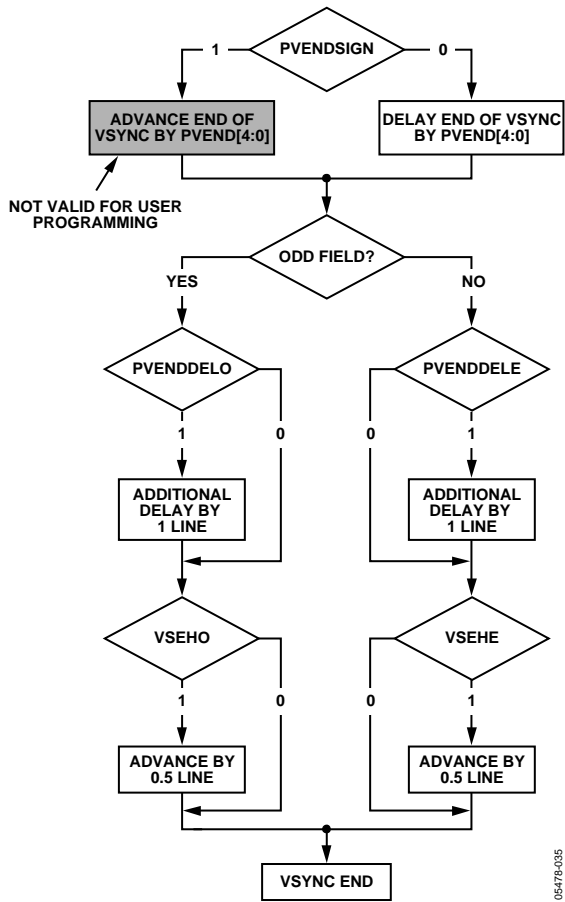 PVENDSIGN
1
0
ADVANCE END OF
VSYNC BY PVEND[4:0]
DELAY END OF VSYNC
BY PVEND[4:0]
NOT VALID FOR USER
PROGRAMMING
ODD FIELD?
YES
NO
PVENDDELO
PVENDDELE
1
0
0
1
ADDITIONAL
DELAY BY
1 LINE
ADDITIONAL
DELAY BY
1 LINE
VSEHO
VSEHE
1
0
0
1
ADVANCE BY
0.5 LINE
ADVANCE BY
0.5 LINE
VSYNC END
05478-035